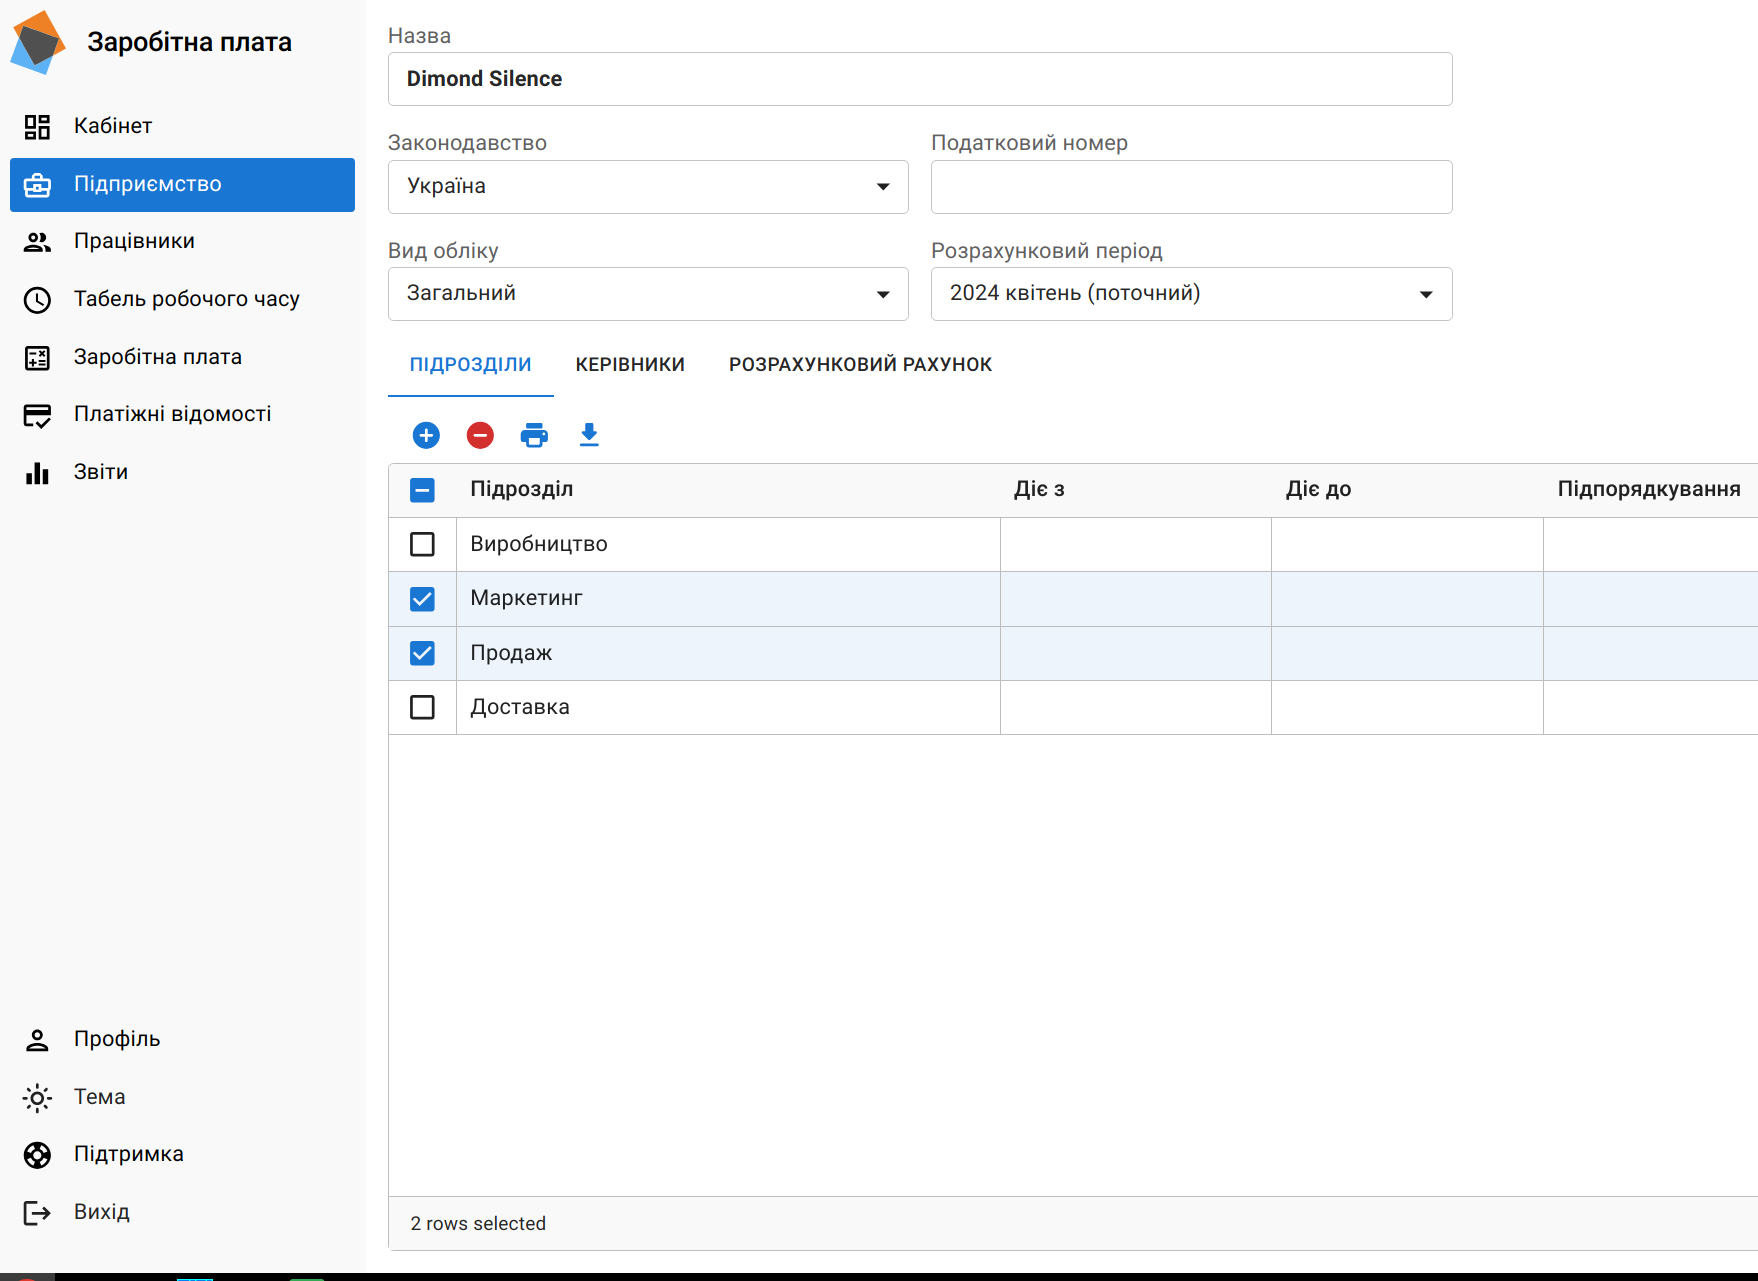 Заробітна плата
Кабінет
Підприємство
Працівники
Табель робочого часу
Заробітна плата
Платіжні відомості
Звіти
Профіль
Тема
Підтримка
Вихід
Назва
Dimond Silence
Законодавство
Податковий номер
Україна
Вид обліку
Розрахунковий період
Загальний
2024 квітень (поточний)
ПІДРОЗДІЛИ КЕРІВНИКИ РОЗРАХУНКОВИЙ РАХУНОК
Підрозділ Діє з Діє до Підпорядкування
Виробництво
Маркетинг
Продаж
Доставка
2 rows selected